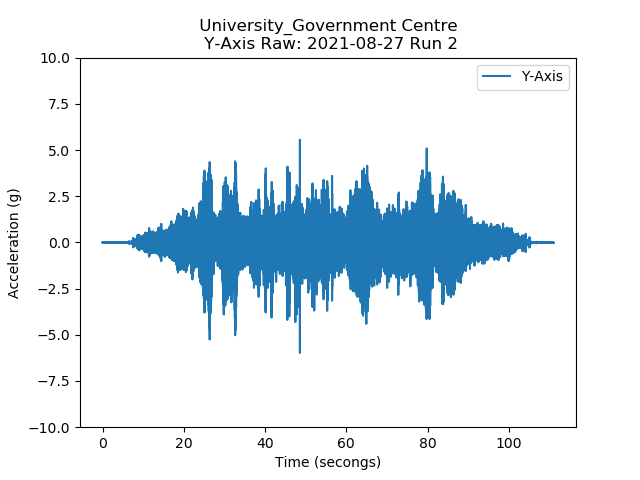 University_Government Centre
Y-Axis Raw: 2021-08-27 Run 2
Y-Axis
10.0
7.5
5.0
2.5
0.0
−2.5
−5.0
−7.5
−10.0
Acceleration (g)
0 20 40 60 80 100
Time (secongs)